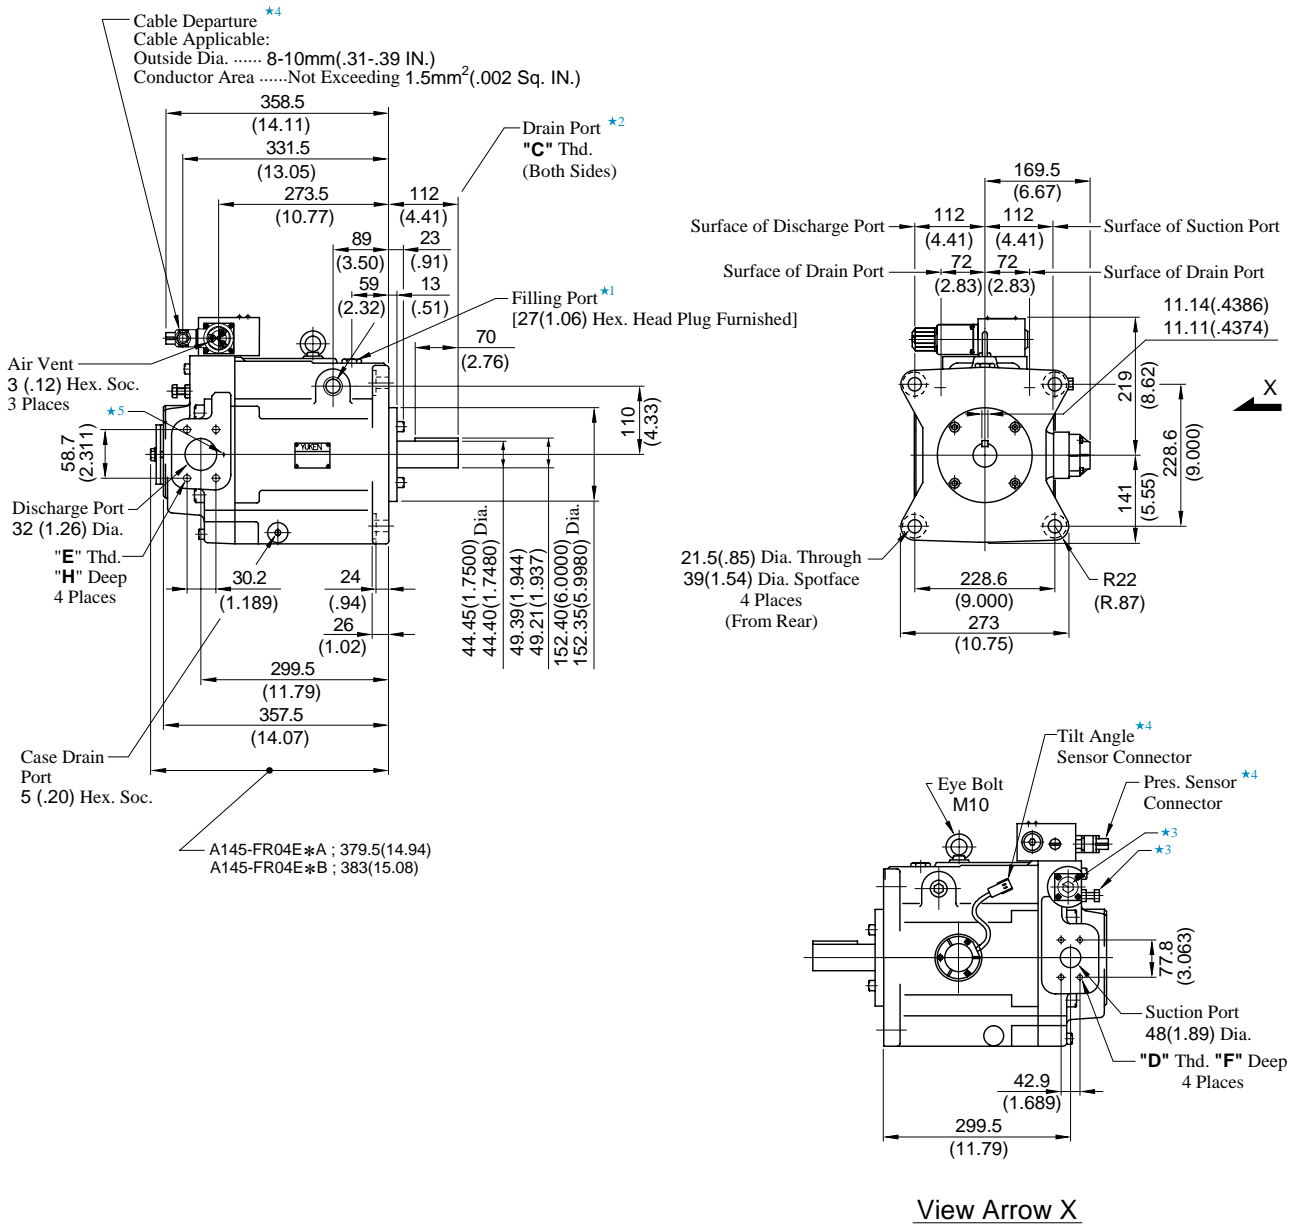 Cable Departure ★4
Cable Applicable:
Outside Dia. ...... 8-10mm(.31-.39 IN.)
Conductor Area ......Not Exceeding 1.5mm2(.002 Sq. IN.)
358.5
(14.11)
331.5
(13.05)
273.5
(10.77)
112
(4.41)
89
(3.50)
23
(.91)
59
(2.32)
13
(.51)
70
(2.76)
Drain Port ★2
"C" Thd.
(Both Sides)
Filling Port ★1
[27(1.06) Hex. Head Plug Furnished]
Air Vent
3 (.12) Hex. Soc.
3 Places
★5
58.7
(2.311)
YUKEN
110
(4.33)
Discharge Port
32 (1.26) Dia.
"E" Thd.
"H" Deep
4 Places
30.2
(1.189)
24
(.94)
26
(1.02)
44.45(1.7500) Dia.
44.40(1.7480)
49.39(1.944)
49.21(1.937)
152.40(6.0000) Dia.
152.35(5.9980)
299.5
(11.79)
357.5
(14.07)
Case Drain
Port
5 (.20) Hex. Soc.
A145-FR04E✻A ; 379.5(14.94)
A145-FR04E✻B ; 383(15.08)
169.5
(6.67)
Surface of Discharge Port
112
(4.41)
112
(4.41)
Surface of Suction Port
Surface of Drain Port
72
(2.83)
72
(2.83)
Surface of Drain Port
11.14(.4386)
11.11(.4374)
219
(8.62)
X
228.6
(9.000)
141
(5.55)
21.5(.85) Dia. Through
39(1.54) Dia. Spotface
4 Places
(From Rear)
228.6
(9.000)
R22
(R.87)
273
(10.75)
Tilt Angle ★4
Sensor Connector
Eye Bolt
M10
Pres. Sensor ★4
Connector
★3
★3
77.8
(3.063)
Suction Port
48(1.89) Dia.
"D" Thd. "F" Deep
4 Places
42.9
(1.689)
299.5
(11.79)
View Arrow X